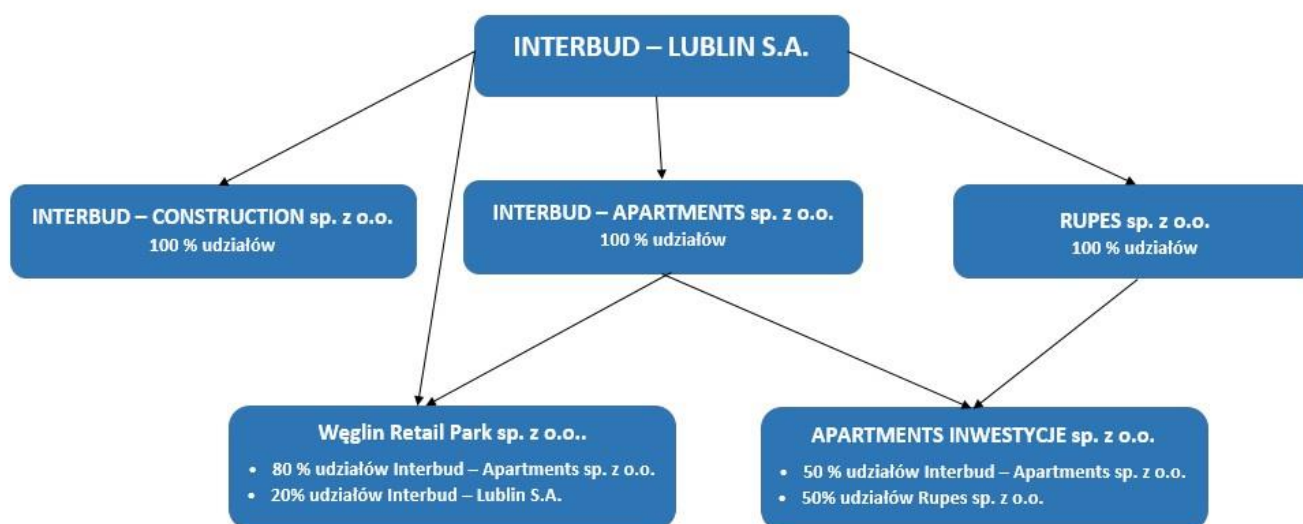 INTERBUD – LUBLIN S.A.
INTERBUD – CONSTRUCTION sp. z o.o.
100 % udziałów
INTERBUD – APARTMENTS sp. z o.o.
100 % udziałów
RUPES sp. z o.o.
100 % udziałów
Węglin Retail Park sp. z o.o..
• 80 % udziałów Interbud – Apartments sp. z o.o.
• 20% udziałów Interbud – Lublin S.A.
APARTMENTS INWESTYCJE sp. z o.o.
• 50 % udziałów Interbud – Apartments sp. z o.o.
• 50% udziałów Rupes sp. z o.o.